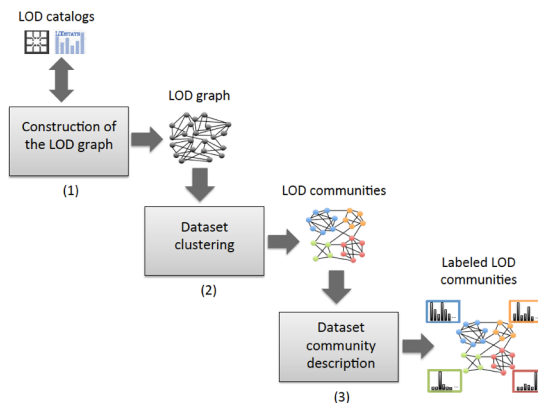 LOD catalogs
LODStats
Construction of
the LOD graph
(1)
LOD graph
Dataset
clustering
(2)
LOD communities
Dataset
community
description
(3)
Labeled LOD
communities